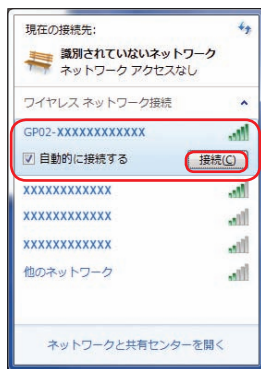 現在の接続先:
識別されていないネットワーク
ネットワーク アクセスなし
ワイヤレス ネットワーク接続
GP02-XXXXXXXXXXXX
自動的に接続する 接続(C)
XXXXXXXXXXXX
XXXXXXXXXXXX
XXXXXXXXXXXX
他のネットワーク
ネットワークと共有センターを開く